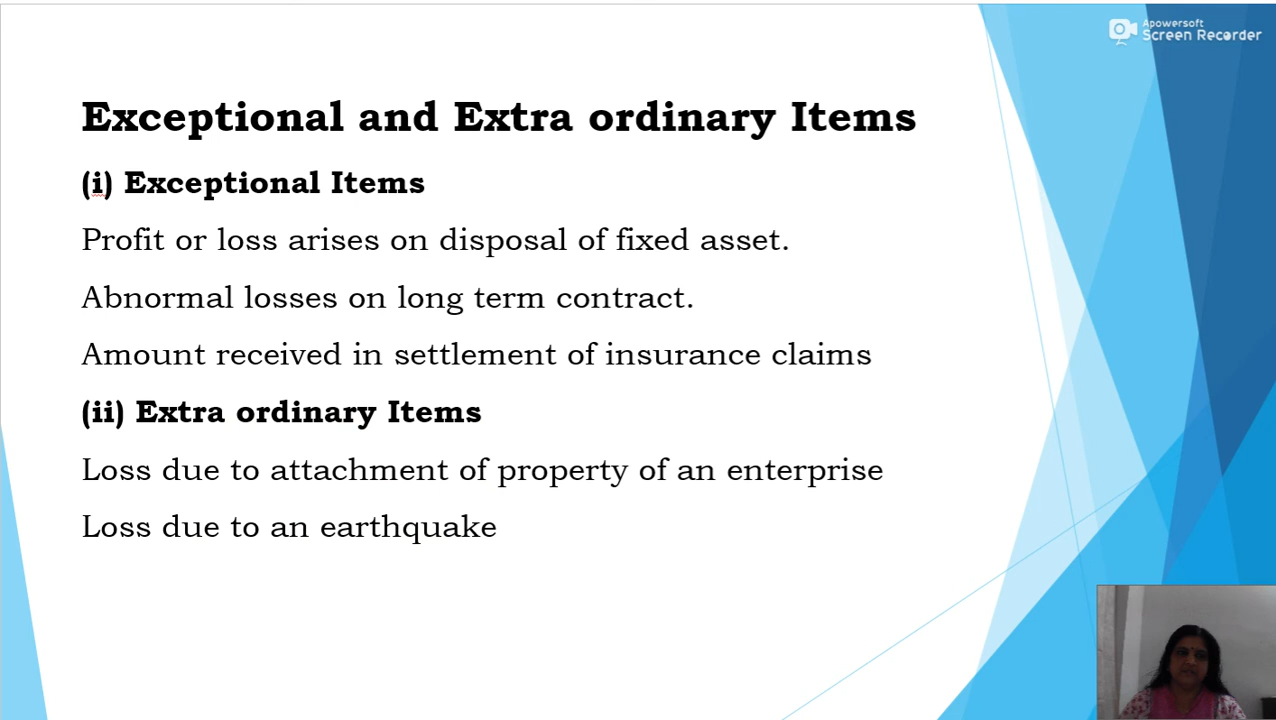 Apowersoft
Screen Recorder
Exceptional and Extra ordinary Items
(i) Exceptional Items
Profit or loss arises on disposal of fixed asset.
Abnormal losses on long term contract.
Amount received in settlement of insurance claims
(ii) Extra ordinary Items
Loss due to attachment of property of an enterprise
Loss due to an earthquake